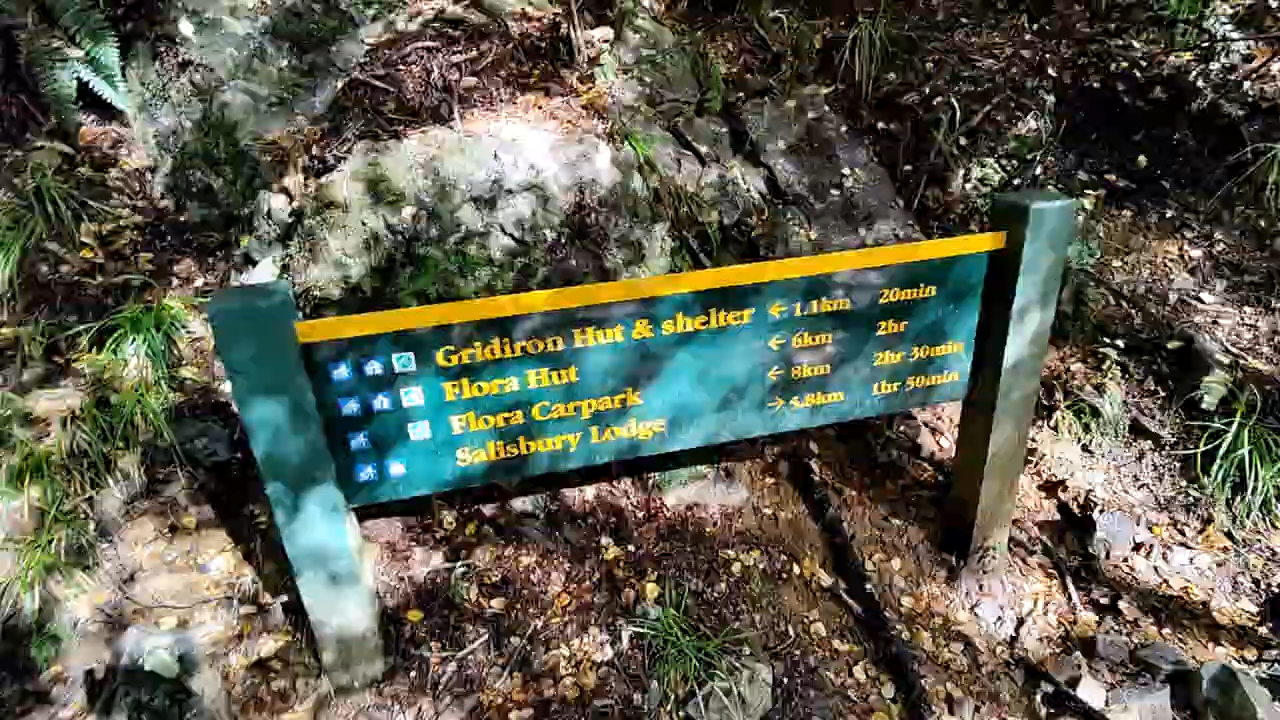 Gridiron Hut & shelter ← 1.1km 20min
Flora Hut ← 6km 2hr
Flora Carpark ← 8km 2hr 30min
Salisbury Lodge → 5.8km 1hr 50min